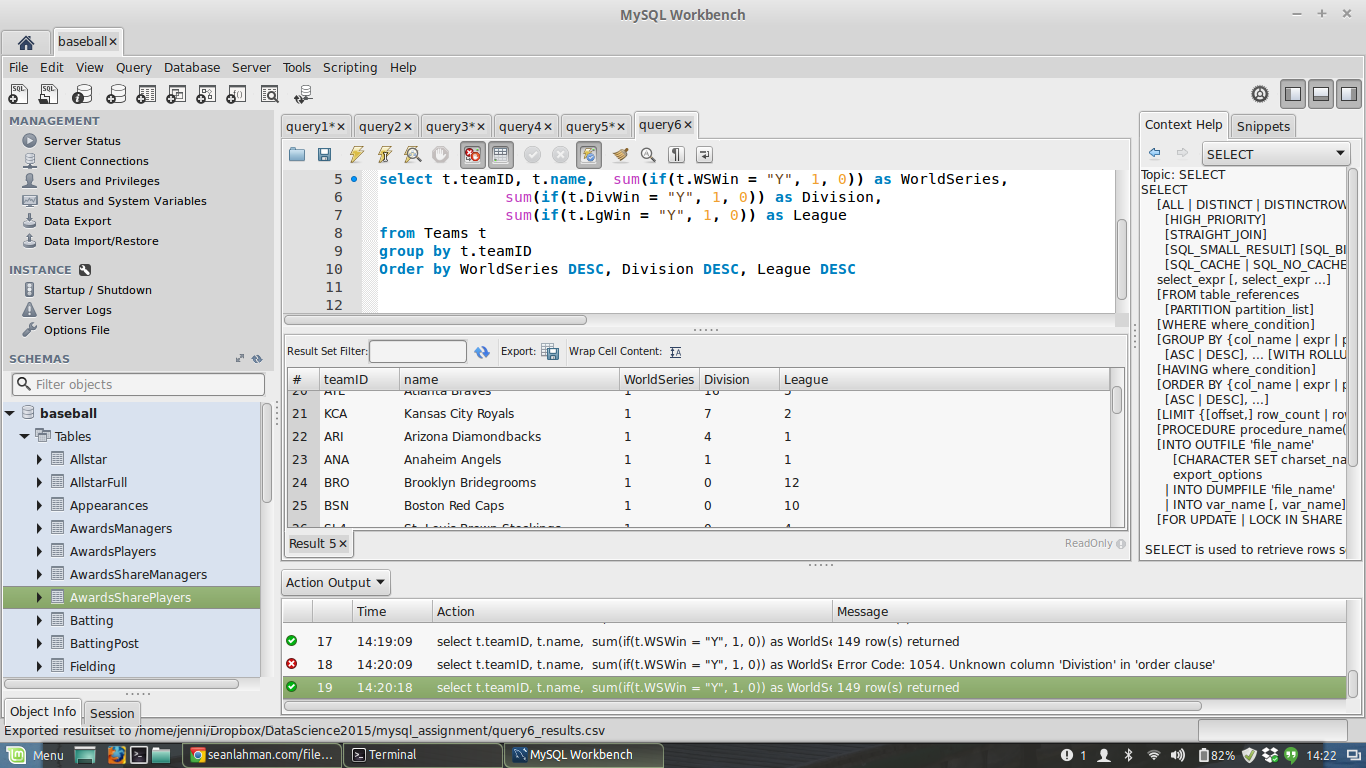 MySQL Workbench
baseball
File Edit View Query Database Server Tools Scripting Help
MANAGEMENT
Server Status
Client Connections
Users and Privileges
Status and System Variables
Data Export
Data Import/Restore
INSTANCE
Startup / Shutdown
Server Logs
Options File
SCHEMAS
Filter objects
baseball
Tables
Allstar
AllstarFull
Appearances
AwardsManagers
AwardsPlayers
AwardsShareManagers
AwardsSharePlayers
Batting
BattingPost
Fielding
Object Info Session
query1* query2 query3* query4 query5* query6
5 select t.teamID, t.name, sum(if(t.WSWin = "Y", 1, 0)) as WorldSeries,
6 sum(if(t.DivWin = "Y", 1, 0)) as Division,
7 sum(if(t.LgWin = "Y", 1, 0)) as League
8 from Teams t
9 group by t.teamID
10 Order by WorldSeries DESC, Division DESC, League DESC
11
12
Result Set Filter: Export: Wrap Cell Content:
# teamID name WorldSeries Division League
20 ATL Atlanta Braves 1 16
21 KCA Kansas City Royals 1 7 2
22 ARI Arizona Diamondbacks 1 4 1
23 ANA Anaheim Angels 1 1 1
24 BRO Brooklyn Bridegrooms 1 0 12
25 BSN Boston Red Caps 1 0 10
26 SL4 St. Louis Brown Stockings 1 0 4
Result 5 ReadOnly
Action Output
Time Action Message
17 14:19:09 select t.teamID, t.name, sum(if(t.WSWin = "Y", 1, 0)) as WorldSe 149 row(s) returned
18 14:20:09 select t.teamID, t.name, sum(if(t.WSWin = "Y", 1, 0)) as WorldSe Error Code: 1054. Unknown column 'Divistion' in 'order clause'
19 14:20:18 select t.teamID, t.name, sum(if(t.WSWin = "Y", 1, 0)) as WorldSe 149 row(s) returned
Context Help Snippets
SELECT
Topic: SELECT
SELECT
[ALL | DISTINCT | DISTINCTROW
[HIGH_PRIORITY]
[STRAIGHT_JOIN]
[SQL_SMALL_RESULT] [SQL_BI
[SQL_CACHE | SQL_NO_CACHE
select_expr [, select_expr ...]
[FROM table_references
[PARTITION partition_list]
[WHERE where_condition]
[GROUP BY {col_name | expr | p
[ASC | DESC], ... [WITH ROLLU
[HAVING where_condition]
[ORDER BY {col_name | expr | p
[ASC | DESC], ...]
[LIMIT {[offset,] row_count | row
[PROCEDURE procedure_name(
[INTO OUTFILE 'file_name'
[CHARACTER SET charset_na
export_options
| INTO DUMPFILE 'file_name'
| INTO var_name [, var_name]
[FOR UPDATE | LOCK IN SHARE
SELECT is used to retrieve rows s
Exported resultset to /home/jenni/Dropbox/DataScience2015/mysql_assignment/query6_results.csv
Menu seanlahman.com/file... Terminal MySQL Workbench 1 82% 14:22